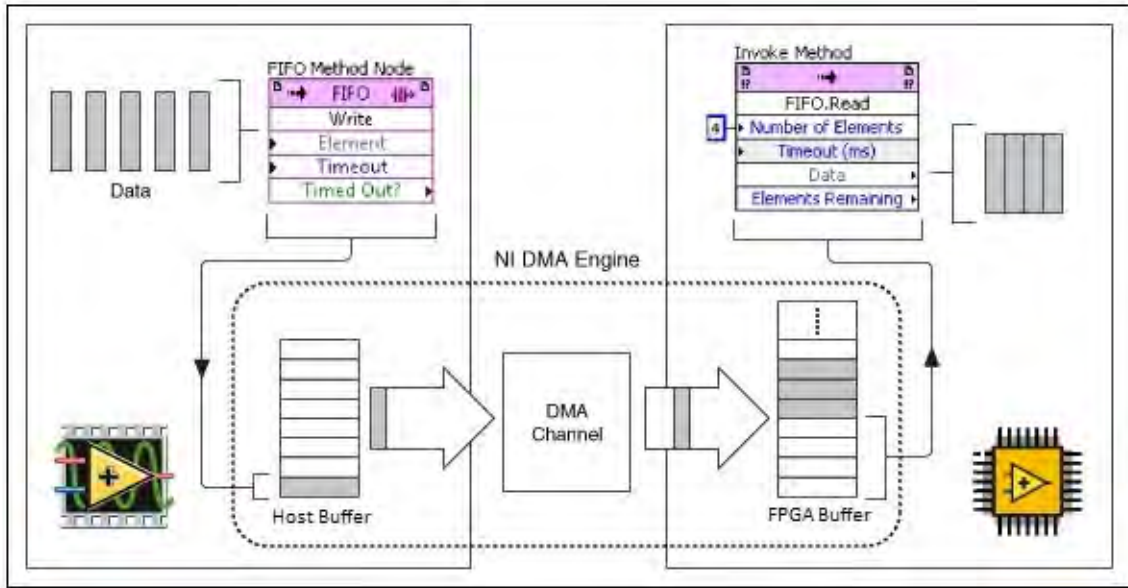 FIFO Method Node
FIFO
Write
Element
Timeout
Timed Out?
Data
Invoke Method
FIFO.Read
4
Number of Elements
Timeout (ms)
Data
Elements Remaining
NI DMA Engine
DMA
Channel
Host Buffer
FPGA Buffer